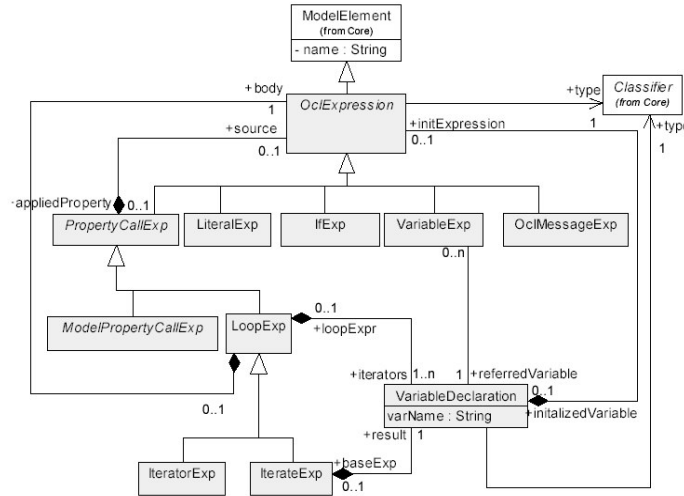 ModelElement
(from Core)
- name : String
+body
1
OclExpression
+type
1
Classifier
(from Core)
+type
1
+source
0..1
+initExpression
0..1
-appliedProperty
0..1
PropertyCallExp
LiteralExp
IfExp
VariableExp
OclMessageExp
0..n
ModelPropertyCallExp
LoopExp
0..1
+loopExpr
0..1
+iterators
1..n
1
+referredVariable
VariableDeclaration
varName : String
0..1
+initalizedVariable
+result
1
IteratorExp
IterateExp
+baseExp
0..1